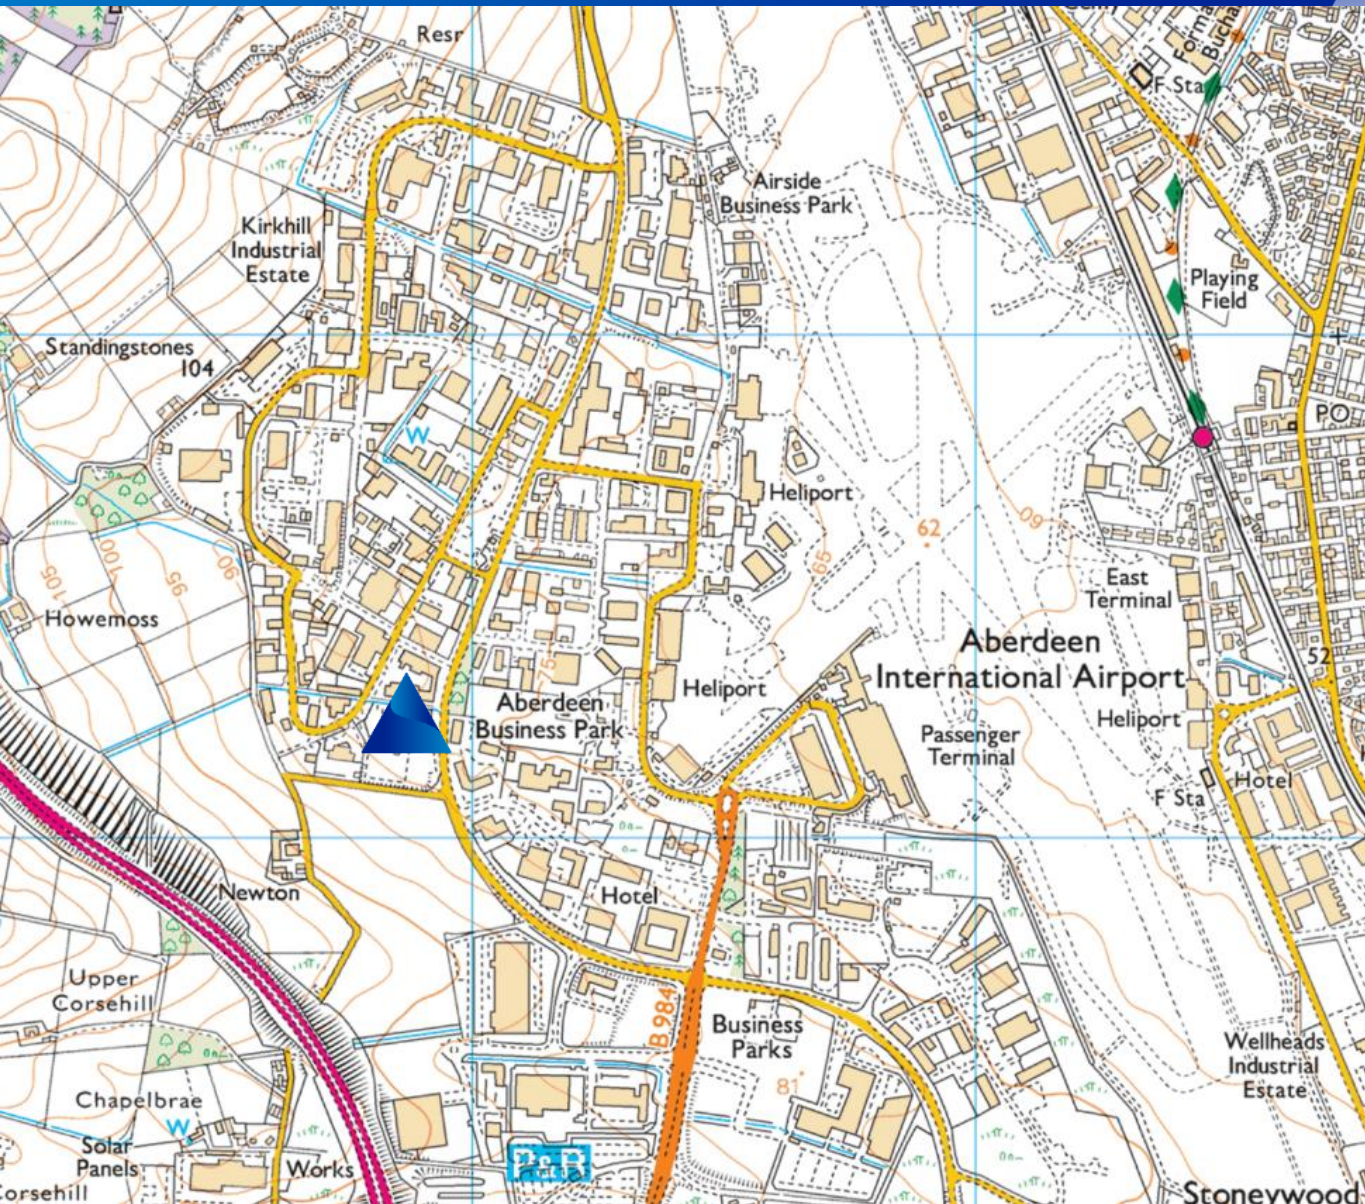 Resr
F Sta
Airside
Business Park
Kirkhill
Industrial
Estate
Playing
Field
Standingstones
104
PO
W
Heliport
62
60
65
100
105
95
90
East
Terminal
Howemoss
Aberdeen
International Airport
52
75
Heliport
Aberdeen
Business Park
Heliport
Passenger
Terminal
Hotel
F Sta
Newton
Hotel
Upper
Corsehill
B984
Business
Parks
81
Wellheads
Industrial
Estate
Chapelbrae
W
Solar
Panels
Works
P&R
Corsehill
Stoneywood